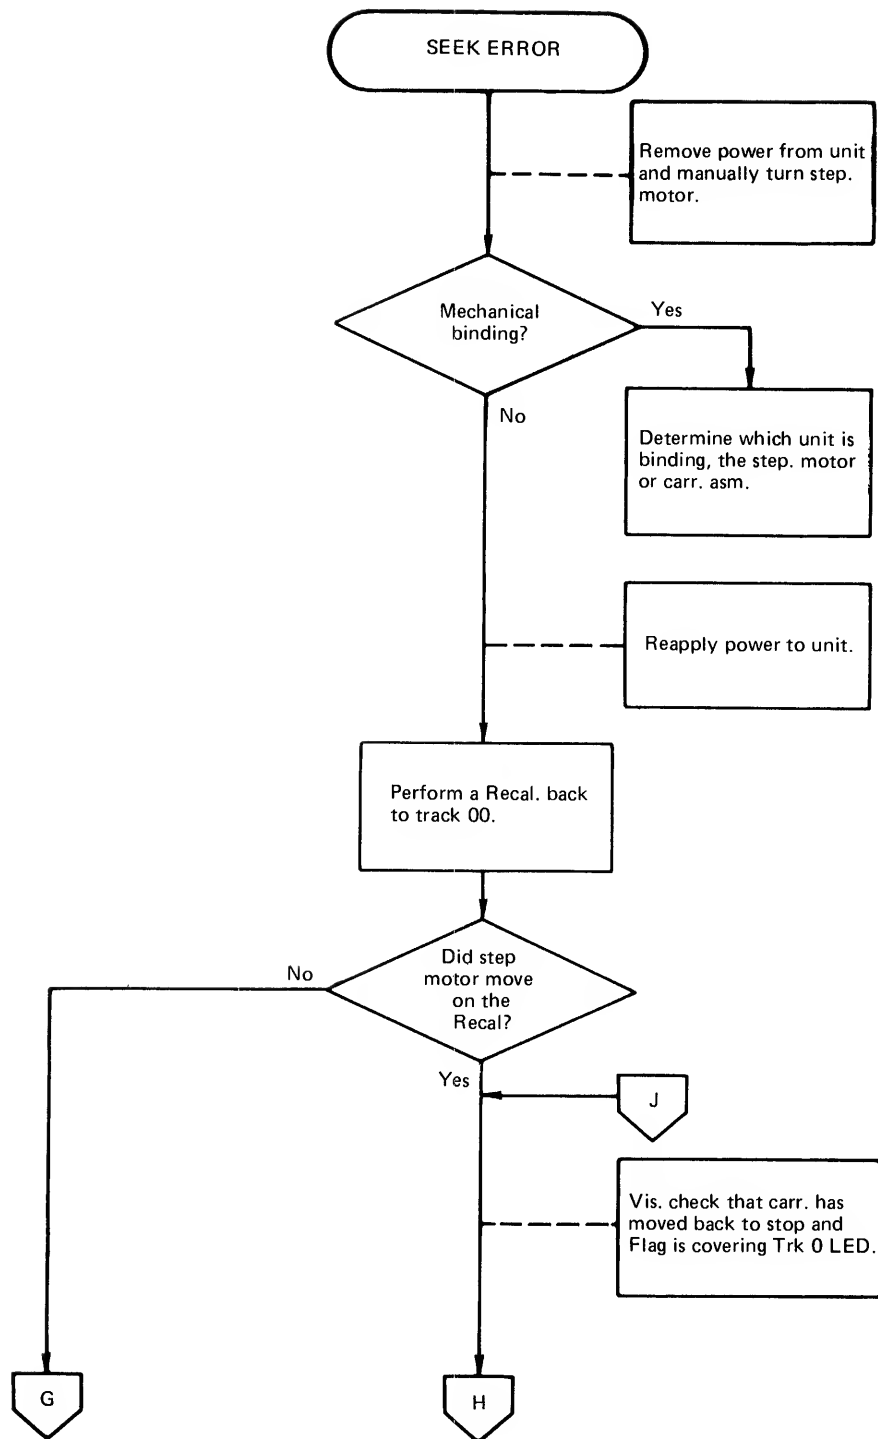 SEEK ERROR
Remove power from unit
and manually turn step.
motor.
Mechanical
binding?
Yes
No
Determine which unit is
binding, the step. motor
or carr. asm.
Reapply power to unit.
Perform a Recal. back
to track 00.
Did step
motor move
on the
Recal?
No
Yes
J
Vis. check that carr. has
moved back to stop and
Flag is covering Trk 0 LED.
G
H